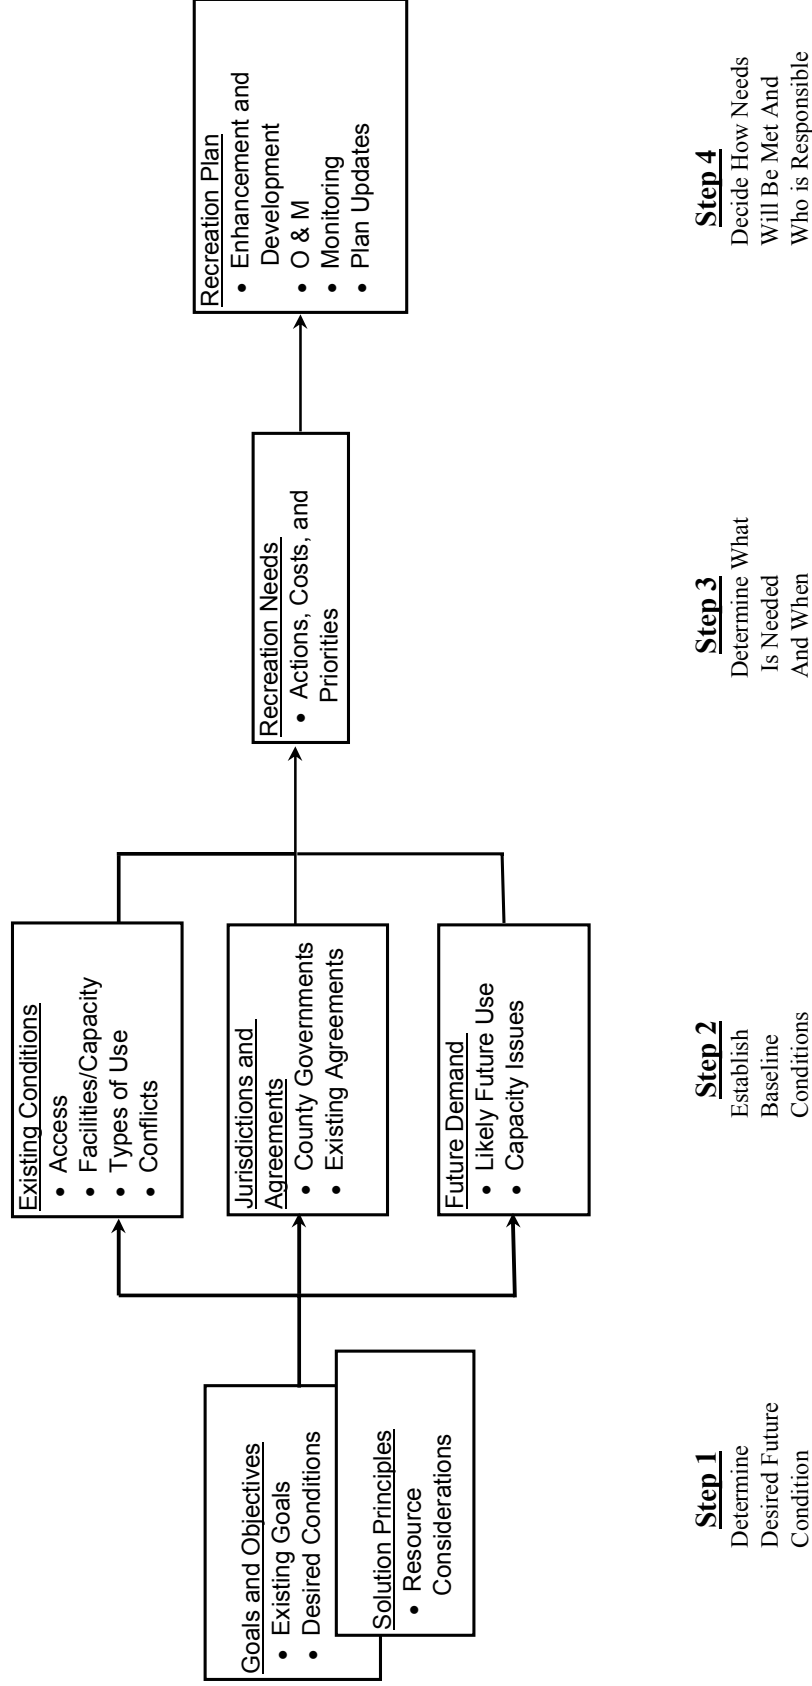 Goals and Objectives
• Existing Goals
• Desired Conditions
Solution Principles
• Resource
Considerations
Existing Conditions
• Access
• Facilities/Capacity
• Types of Use
• Conflicts
Jurisdictions and
Agreements
• County Governments
• Existing Agreements
Future Demand
• Likely Future Use
• Capacity Issues
Recreation Needs
• Actions, Costs, and
Priorities
Recreation Plan
• Enhancement and
Development
• O & M
• Monitoring
• Plan Updates
Step 1
Determine
Desired Future
Condition
Step 2
Establish
Baseline
Conditions
Step 3
Determine What
Is Needed
And When
Step 4
Decide How Needs
Will Be Met And
Who is Responsible